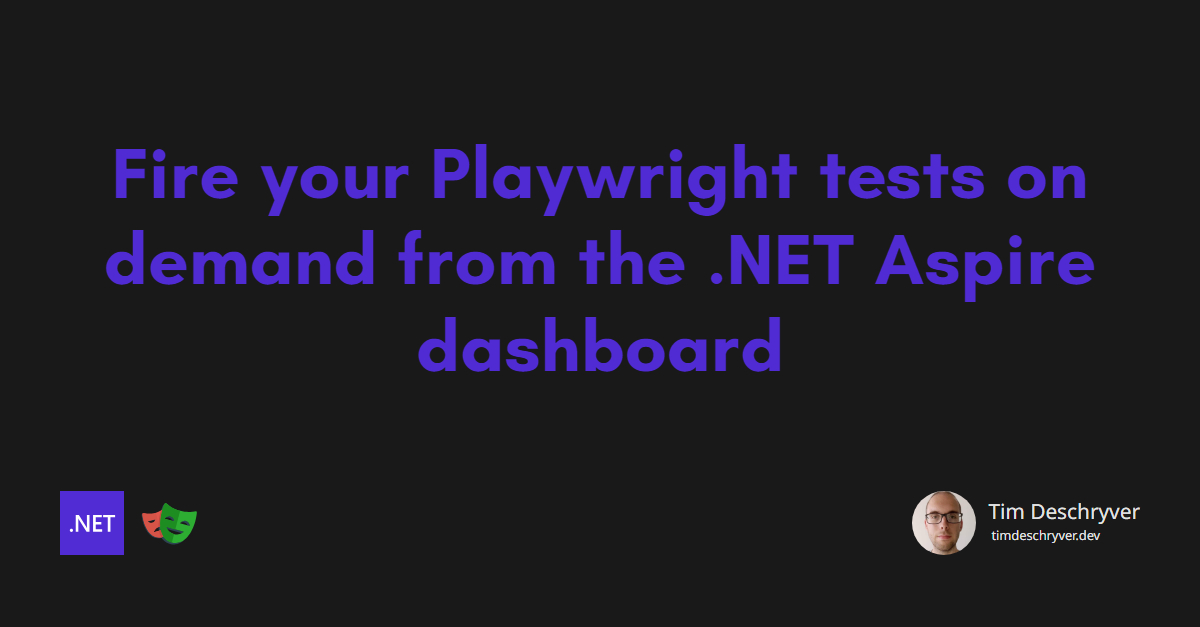 Fire your Playwright tests on
demand from the .NET Aspire
dashboard
.NET
Tim Deschryver
timdeschryver.dev